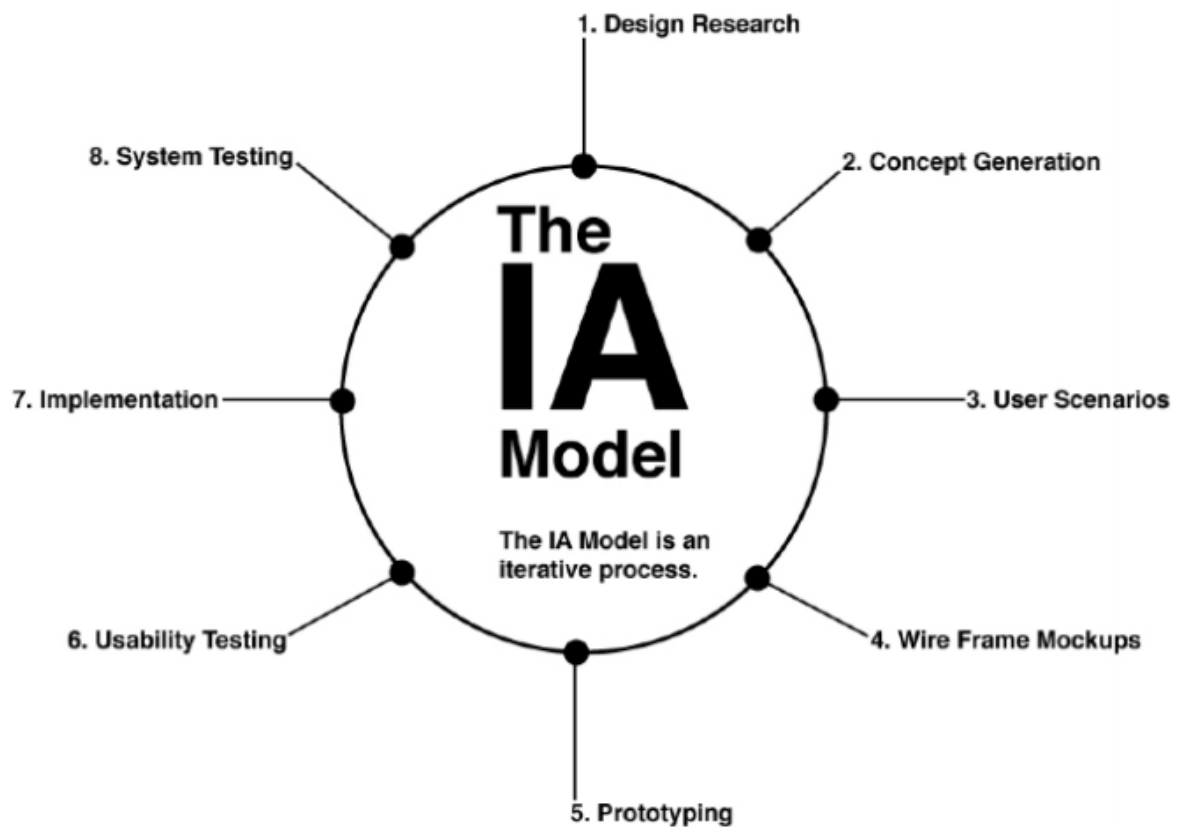 1. Design Research
8. System Testing
2. Concept Generation
The
IA
Model
7. Implementation
3. User Scenarios
The IA Model is an
iterative process.
6. Usability Testing
4. Wire Frame Mockups
5. Prototyping